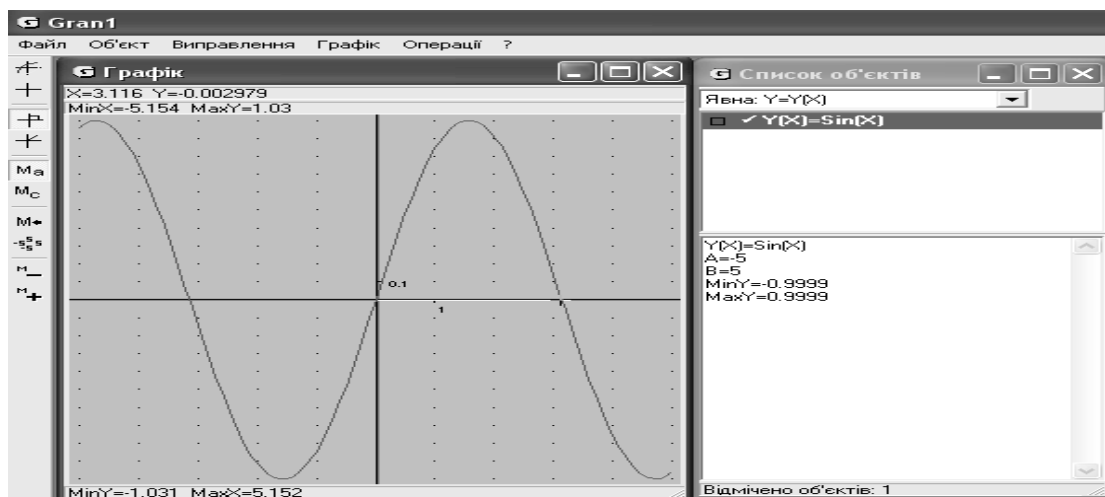 Gran1
Файл Об'єкт Виправлення Графік Операції ?
Графік
X=3.116 Y=-0.002979
MinX=-5.154 MaxY=1.03
0.1
1
MinY=-1.031 MaxX=5.152
Ma
Mc
M
-sss
M
M
Список об'єктів
Явна: Y=Y(X)
Y(X)=Sin(X)
Y(X)=Sin(X)
A=-5
B=5
MinY=-0.9999
MaxY=0.9999
Відмічено об'єктів: 1